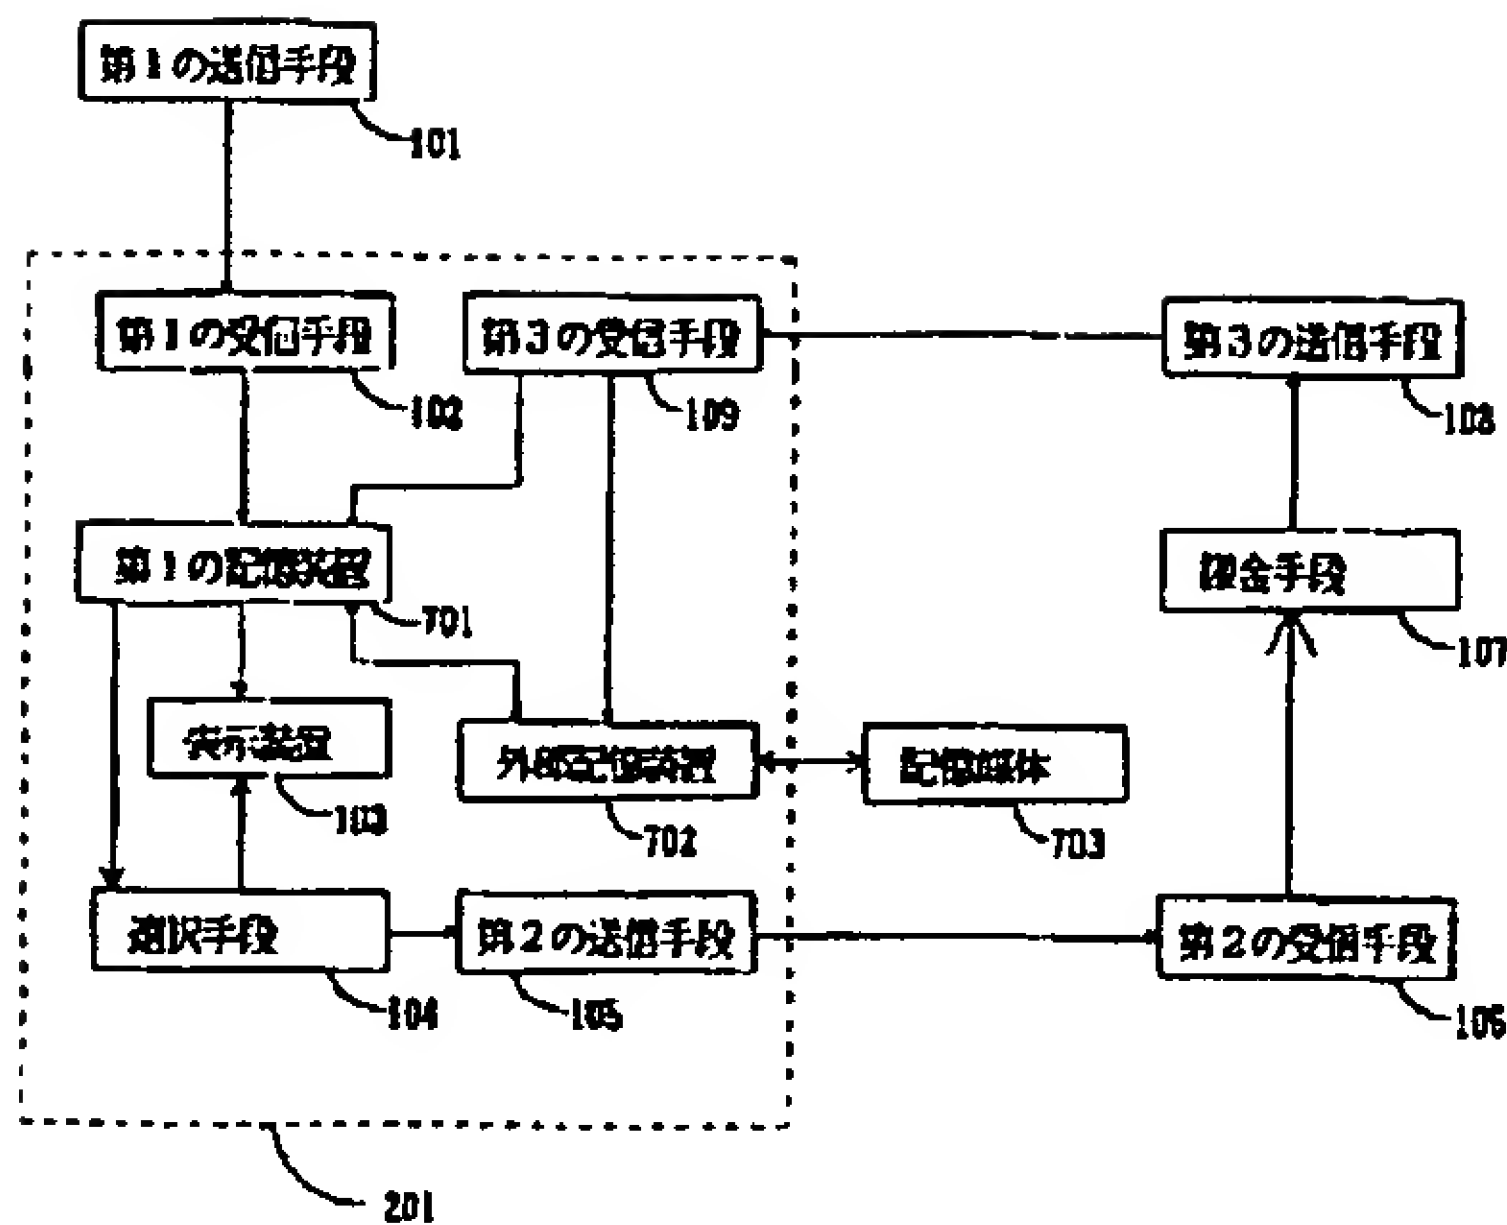 第1の送信手段
101
第1の受信手段
102
第3の受信手段
109
第3の送信手段
108
第1の記憶装置
701
課金手段
107
表示装置
103
外部記憶装置
702
記憶媒体
703
選択手段
104
第2の送信手段
105
第2の受信手段
106
201